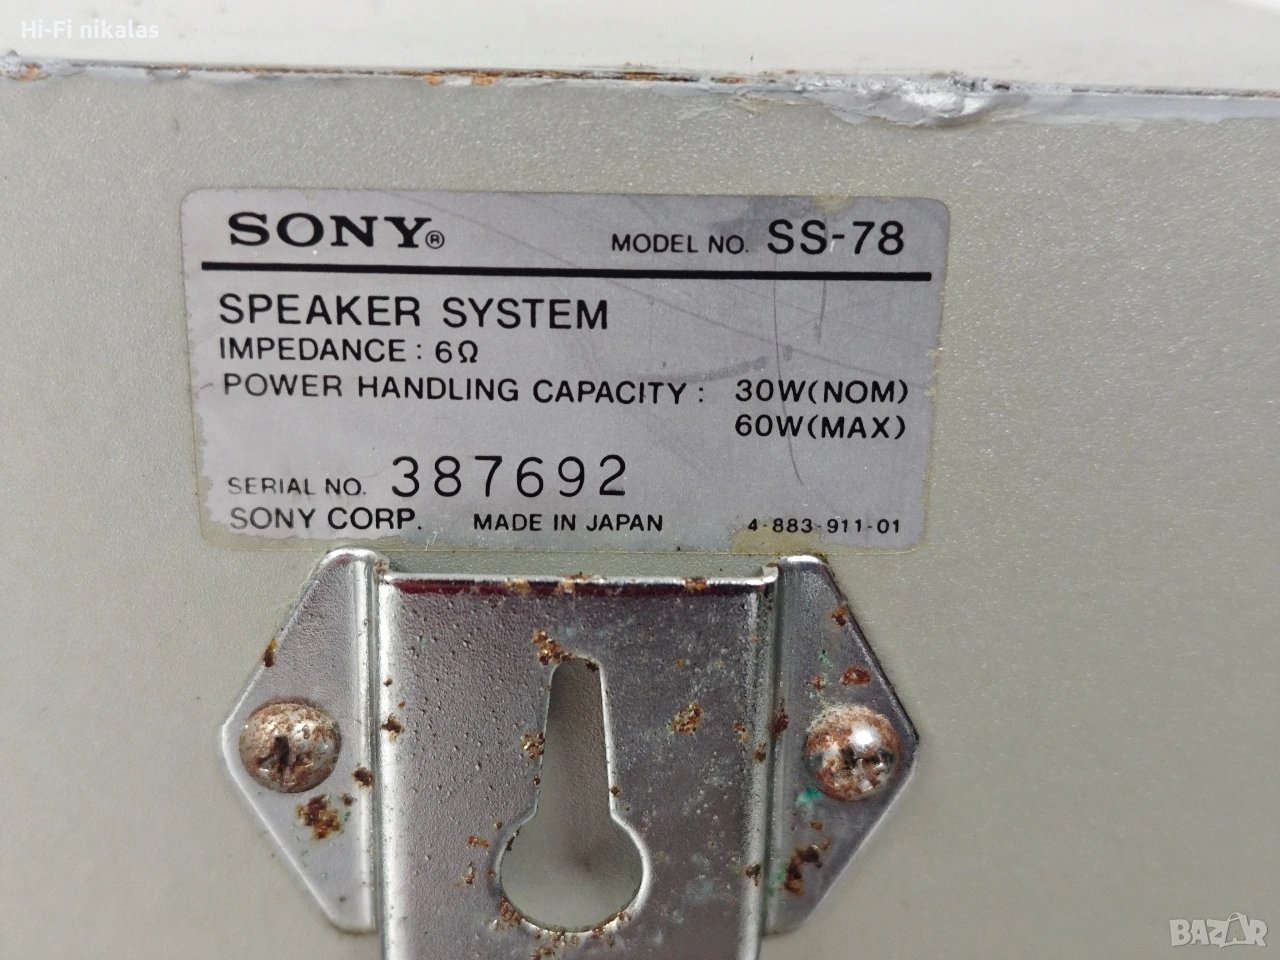 Hi-Fi nikalas
SONY® MODEL NO. SS-78
SPEAKER SYSTEM
IMPEDANCE : 6Ω
POWER HANDLING CAPACITY : 30W(NOM)
60W(MAX)
SERIAL NO. 387692
SONY CORP. MADE IN JAPAN 4-883-911-01
BAZAR